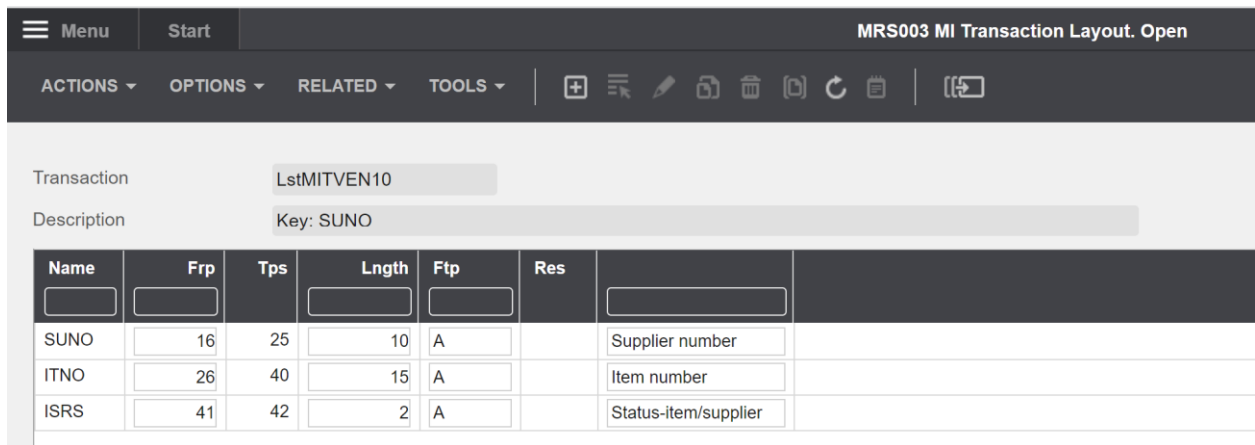 Menu Start MRS003 MI Transaction Layout. Open
ACTIONS OPTIONS RELATED TOOLS
Transaction LstMITVEN10
Description Key: SUNO
Name Frp Tps Lngth Ftp Res
SUNO 16 25 10 A Supplier number
ITNO 26 40 15 A Item number
ISRS 41 42 2 A Status-item/supplier